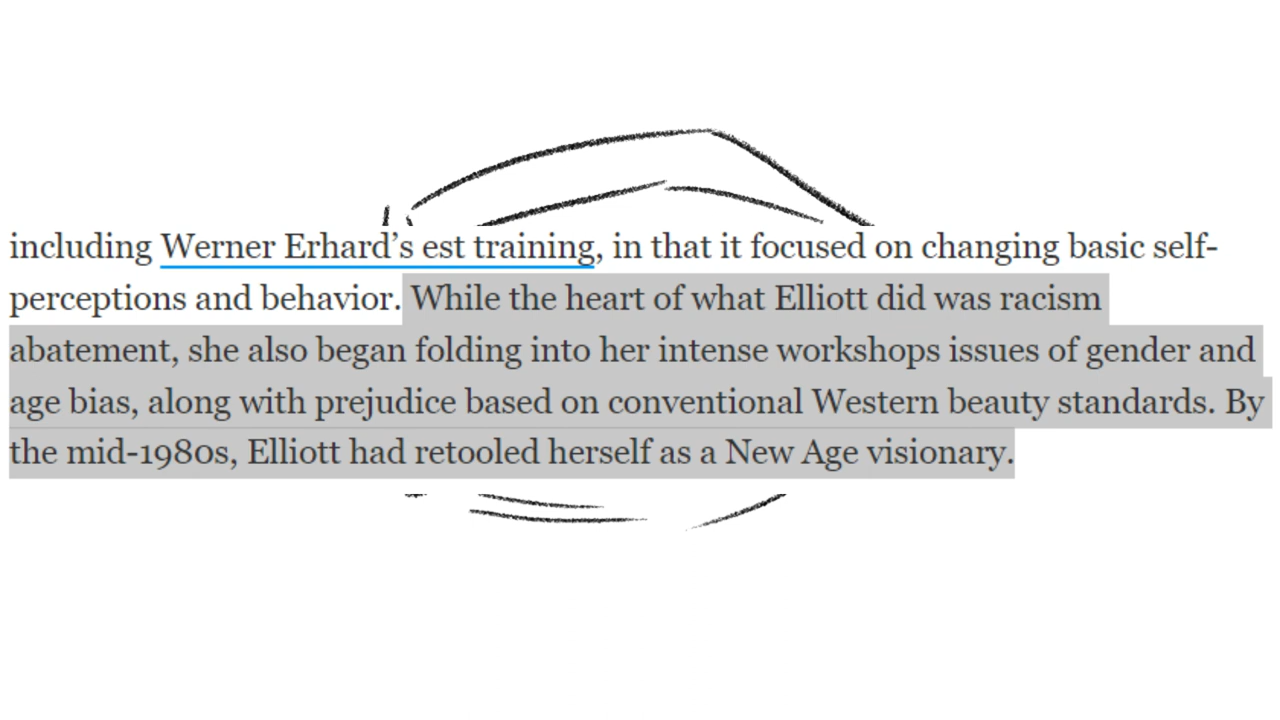 including Werner Erhard’s est training, in that it focused on changing basic self-
perceptions and behavior. While the heart of what Elliott did was racism
abatement, she also began folding into her intense workshops issues of gender and
age bias, along with prejudice based on conventional Western beauty standards. By
the mid-1980s, Elliott had retooled herself as a New Age visionary.